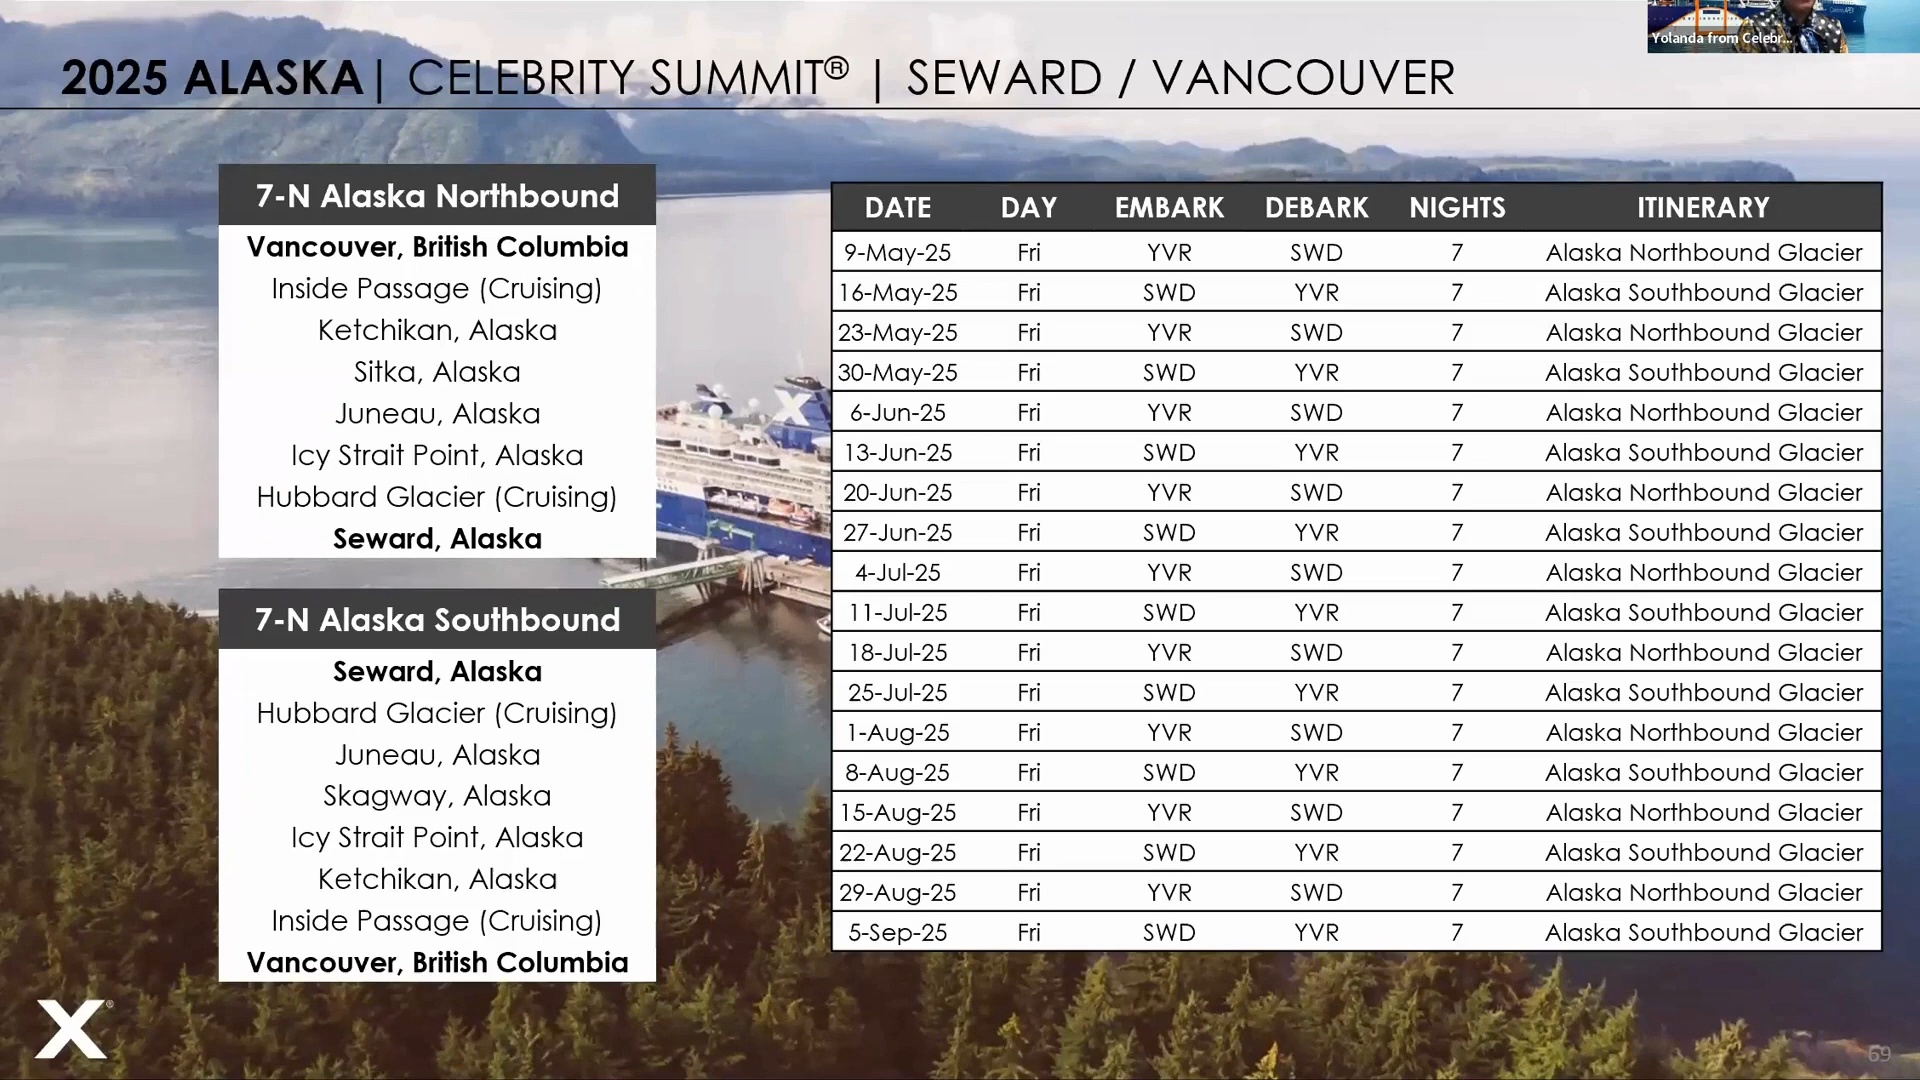 2025 ALASKA| CELEBRITY SUMMIT® | SEWARD / VANCOUVER
Yolanda from Celebr...
7-N Alaska Northbound
Vancouver, British Columbia
Inside Passage (Cruising)
Ketchikan, Alaska
Sitka, Alaska
Juneau, Alaska
Icy Strait Point, Alaska
Hubbard Glacier (Cruising)
Seward, Alaska
7-N Alaska Southbound
Seward, Alaska
Hubbard Glacier (Cruising)
Juneau, Alaska
Skagway, Alaska
Icy Strait Point, Alaska
Ketchikan, Alaska
Inside Passage (Cruising)
Vancouver, British Columbia
DATE DAY EMBARK DEBARK NIGHTS ITINERARY
9-May-25 Fri YVR SWD 7 Alaska Northbound Glacier
16-May-25 Fri SWD YVR 7 Alaska Southbound Glacier
23-May-25 Fri YVR SWD 7 Alaska Northbound Glacier
30-May-25 Fri SWD YVR 7 Alaska Southbound Glacier
6-Jun-25 Fri YVR SWD 7 Alaska Northbound Glacier
13-Jun-25 Fri SWD YVR 7 Alaska Southbound Glacier
20-Jun-25 Fri YVR SWD 7 Alaska Northbound Glacier
27-Jun-25 Fri SWD YVR 7 Alaska Southbound Glacier
4-Jul-25 Fri YVR SWD 7 Alaska Northbound Glacier
11-Jul-25 Fri SWD YVR 7 Alaska Southbound Glacier
18-Jul-25 Fri YVR SWD 7 Alaska Northbound Glacier
25-Jul-25 Fri SWD YVR 7 Alaska Southbound Glacier
1-Aug-25 Fri YVR SWD 7 Alaska Northbound Glacier
8-Aug-25 Fri SWD YVR 7 Alaska Southbound Glacier
15-Aug-25 Fri YVR SWD 7 Alaska Northbound Glacier
22-Aug-25 Fri SWD YVR 7 Alaska Southbound Glacier
29-Aug-25 Fri YVR SWD 7 Alaska Northbound Glacier
5-Sep-25 Fri SWD YVR 7 Alaska Southbound Glacier
X®
69